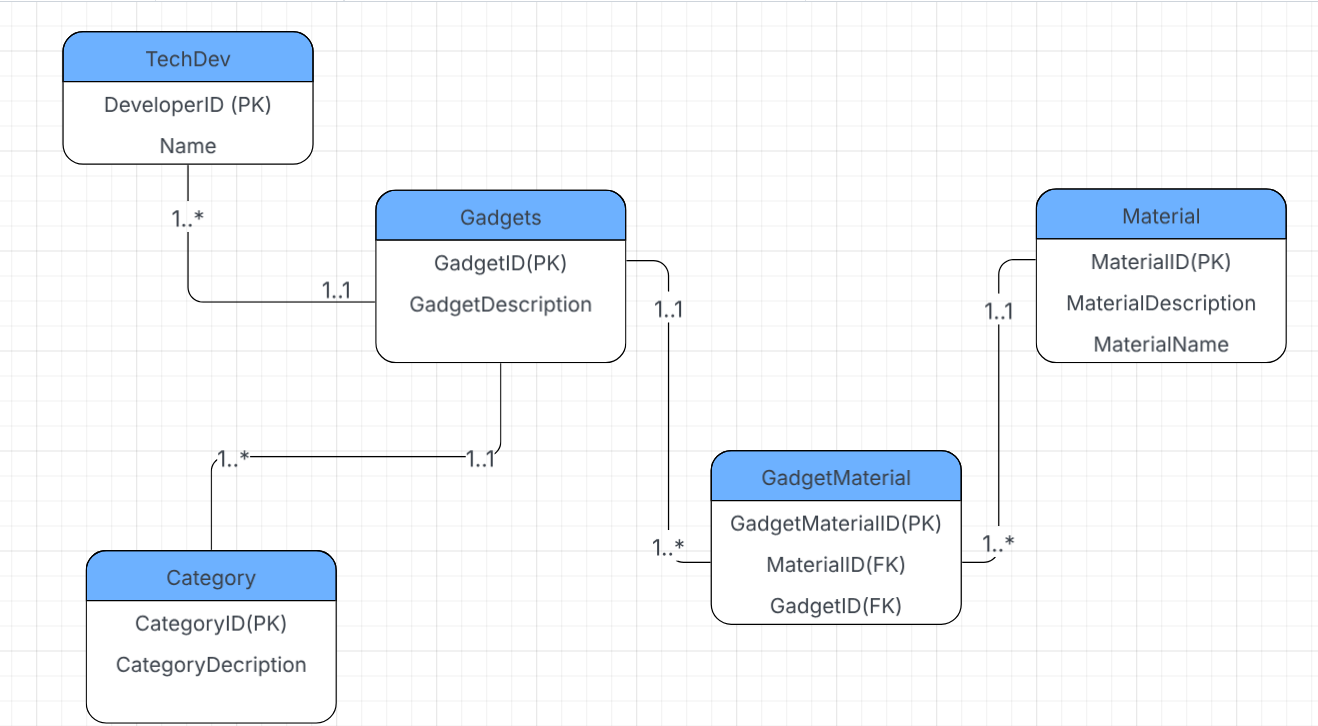 TechDev
DeveloperID (PK)
Name
1..*
1..1
Gadgets
GadgetID(PK)
GadgetDescription
1..1
1..*
Material
MaterialID(PK)
MaterialDescription
MaterialName
1..1
1..*
1..*
1..1
GadgetMaterial
GadgetMaterialID(PK)
MaterialID(FK)
GadgetID(FK)
Category
CategoryID(PK)
CategoryDecription